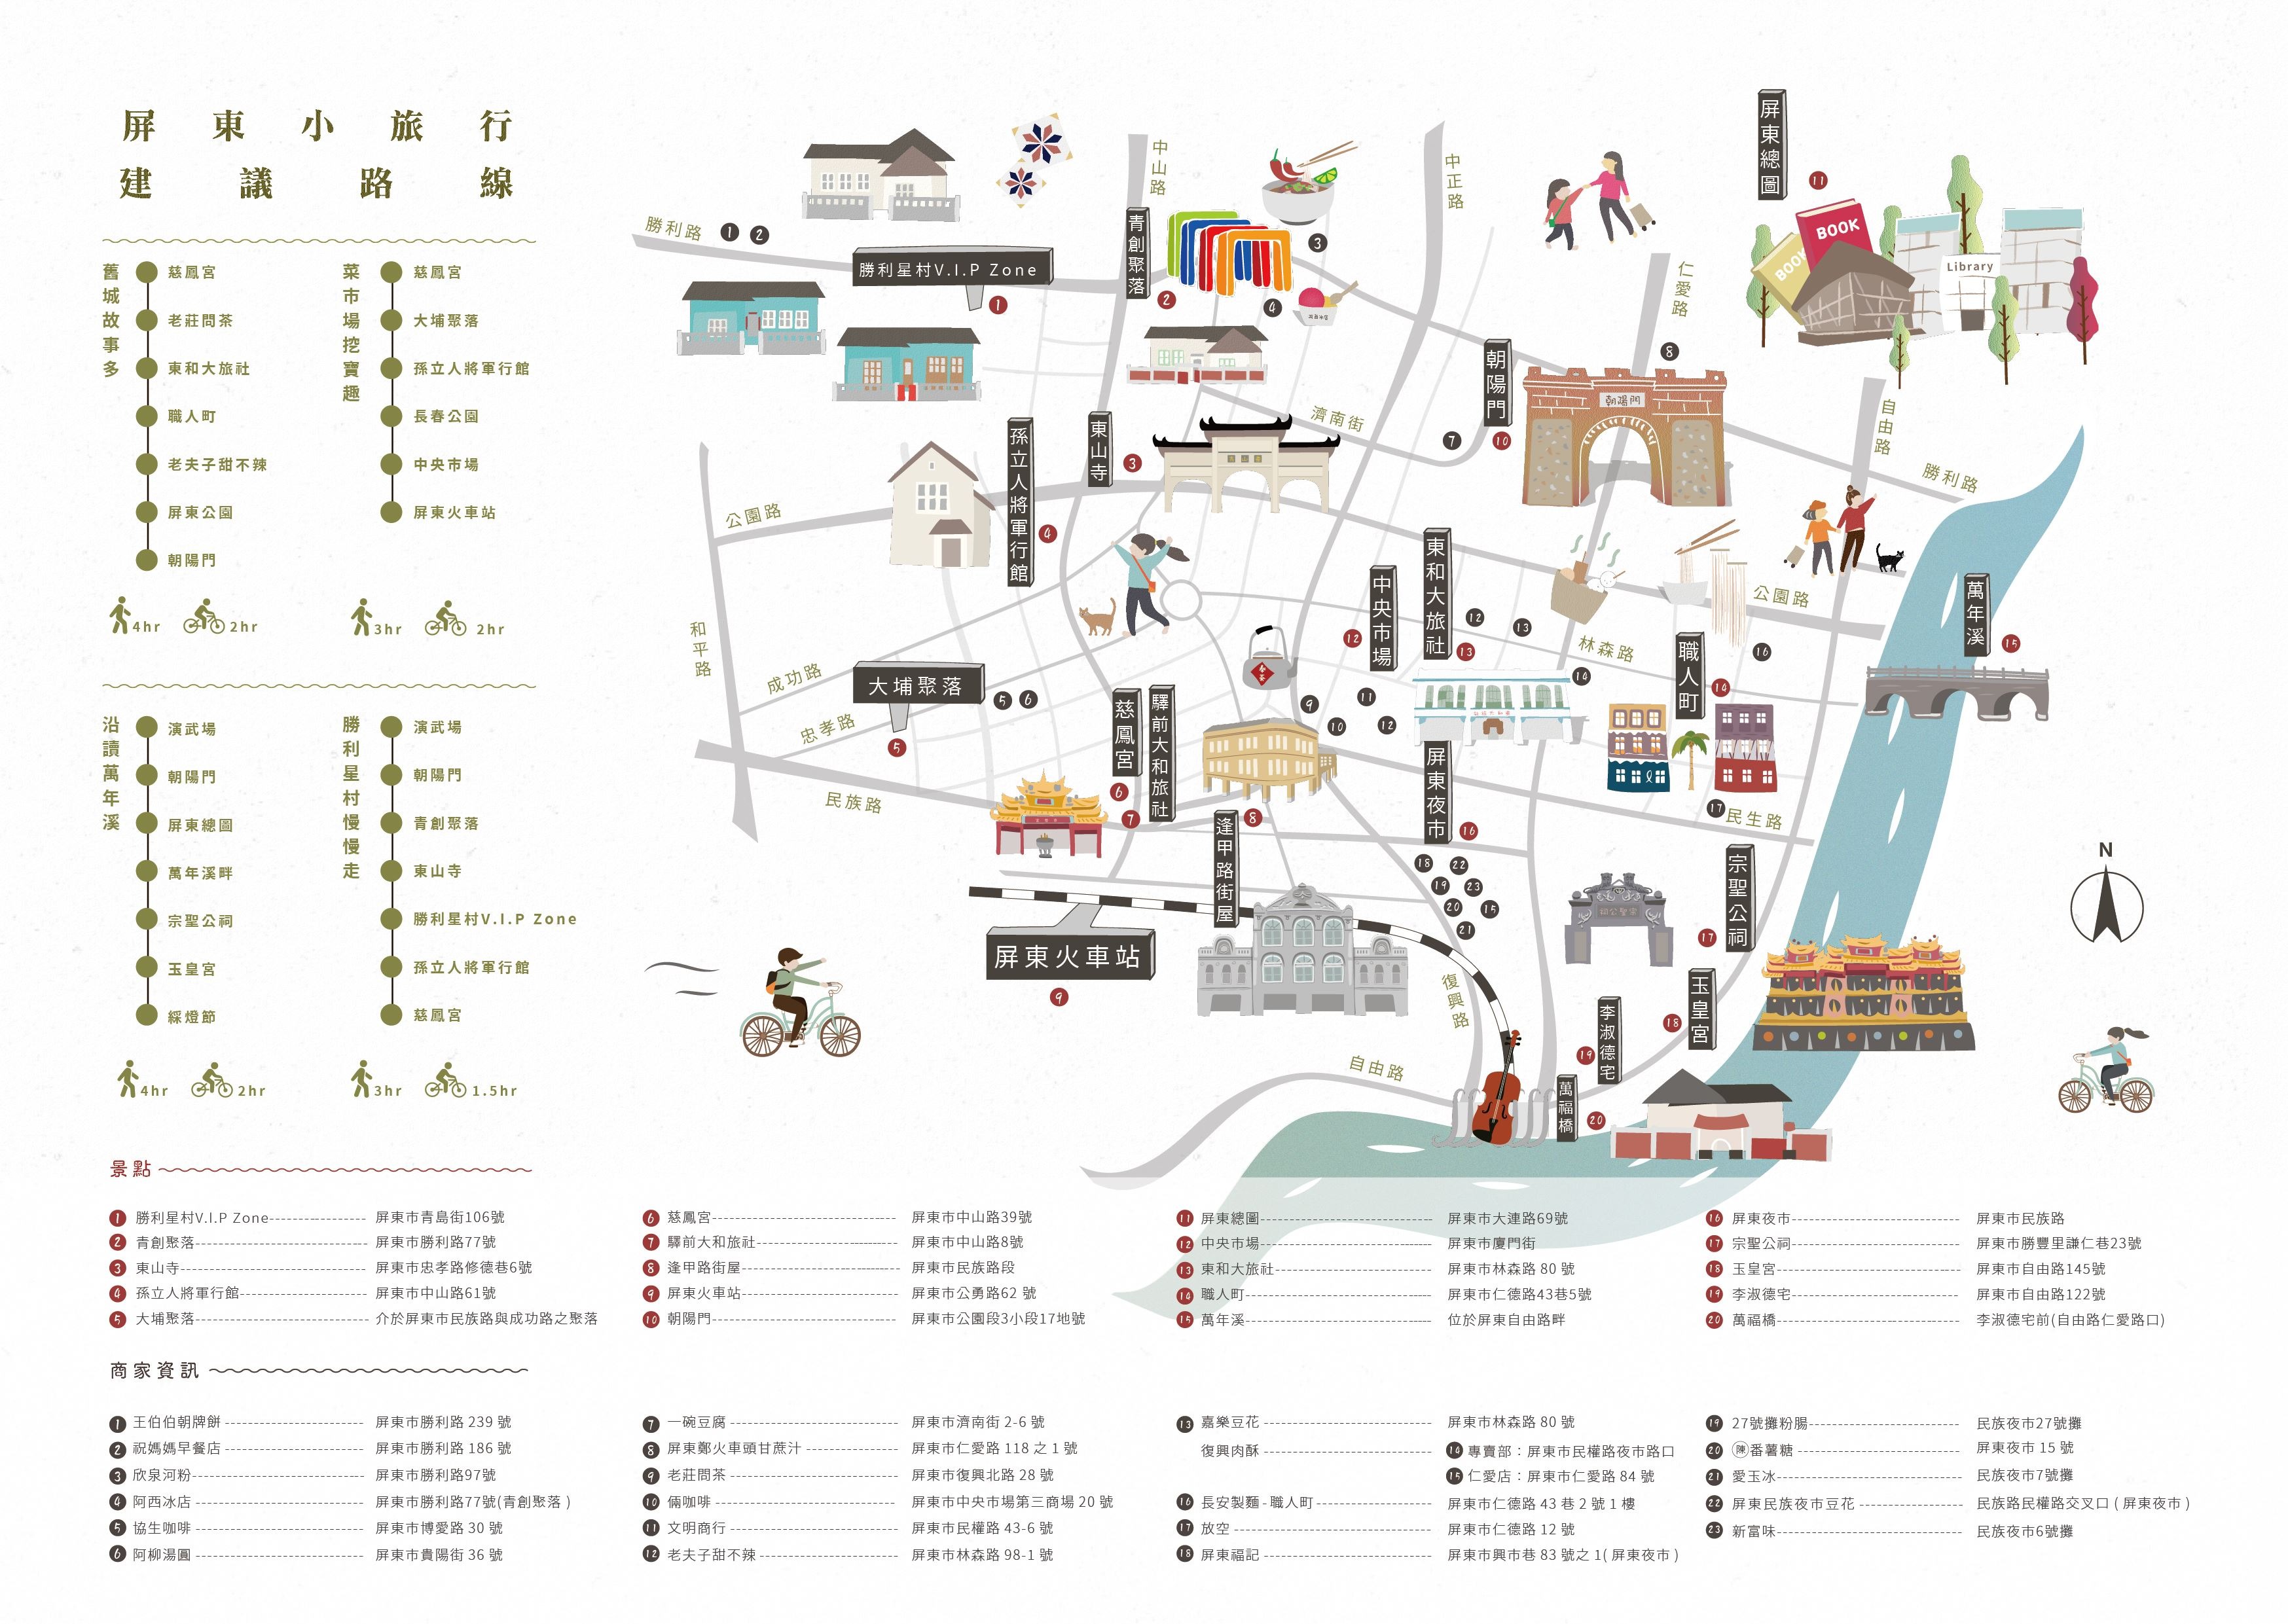 屏東小旅行
建議路線
舊城故事多
慈鳳宮
老莊問茶
東和大旅社
職人町
老夫子甜不辣
屏東公園
朝陽門
4hr 2hr
菜市場挖寶趣
慈鳳宮
大埔聚落
孫立人將軍行館
長春公園
中央市場
屏東火車站
3hr 2hr
沿讀萬年溪
演武場
朝陽門
屏東總圖
萬年溪畔
宗聖公祠
玉皇宮
綵燈節
4hr 2hr
勝利星村慢慢走
演武場
朝陽門
青創聚落
東山寺
勝利星村V.I.P Zone
孫立人將軍行館
慈鳳宮
3hr 1.5hr
屏東總圖
11
BOOK
BOOK
Library
中山路
中正路
勝利路
1 2
勝利星村V.I.P Zone
1
青創聚落
2
3
4
仁愛路
8
朝陽門
10
7
朝陽門
濟南街
自由路
勝利路
東山寺
3
孫立人將軍行館
4
公園路
公園路
和平路
成功路
忠孝路
民族路
大埔聚落
5 6
5
中央市場
12
東和大旅社
13
12
13
14
林森路
職人町
14
16
17
民生路
萬年溪
15
慈鳳宮
6
驛前大和旅社
7
9
10
11
12
逢甲路街屋
8
屏東夜市
16
18 22
19 23
20 15
21
宗聖公祠
17
宗聖公祠
N
屏東火車站
9
復興路
自由路
玉皇宮
18
李淑德宅
19
萬福橋
20
景點
1 勝利星村V.I.P Zone 屏東市青島街106號
2 青創聚落 屏東市勝利路77號
3 東山寺 屏東市忠孝路修德巷6號
4 孫立人將軍行館 屏東市中山路61號
5 大埔聚落 介於屏東市民族路與成功路之聚落
6 慈鳳宮 屏東市中山路39號
7 驛前大和旅社 屏東市中山路8號
8 逢甲路街屋 屏東市民族路段
9 屏東火車站 屏東市公勇路62 號
10 朝陽門 屏東市公園段3小段17地號
11 屏東總圖 屏東市大連路69號
12 中央市場 屏東市廈門街
13 東和大旅社 屏東市林森路 80 號
14 職人町 屏東市仁德路43巷5號
15 萬年溪 位於屏東自由路畔
16 屏東夜市 屏東市民族路
17 宗聖公祠 屏東市勝豐里謙仁巷23號
18 玉皇宮 屏東市自由路145號
19 李淑德宅 屏東市自由路122號
20 萬福橋 李淑德宅前(自由路仁愛路口)
商家資訊
1 王伯伯朝牌餅 屏東市勝利路 239 號
2 祝媽媽早餐店 屏東市勝利路 186 號
3 欣泉河粉 屏東市勝利路97號
4 阿西冰店 屏東市勝利路77號(青創聚落 )
5 協生咖啡 屏東市博愛路 30 號
6 阿柳湯圓 屏東市貴陽街 36 號
7 一碗豆腐 屏東市濟南街 2-6 號
8 屏東鄭火車頭甘蔗汁 屏東市仁愛路 118 之 1 號
9 老莊問茶 屏東市復興北路 28 號
10 倆咖啡 屏東市中央市場第三商場 20 號
11 文明商行 屏東市民權路 43-6 號
12 老夫子甜不辣 屏東市林森路 98-1 號
13 嘉樂豆花 屏東市林森路 80 號
復興肉酥 14 專賣部：屏東市民權路夜市路口
15 仁愛店：屏東市仁愛路 84 號
16 長安製麵 - 職人町 屏東市仁德路 43 巷 2 號 1 樓
17 放空 屏東市仁德路 12 號
18 屏東福記 屏東市興市巷 83 號之 1( 屏東夜市 )
19 27號攤粉腸 民族夜市27號攤
20 陳番薯糖 屏東夜市 15 號
21 愛玉冰 民族夜市7號攤
22 屏東民族夜市豆花 民族路民權路交叉口 ( 屏東夜市 )
23 新富味 民族夜市6號攤